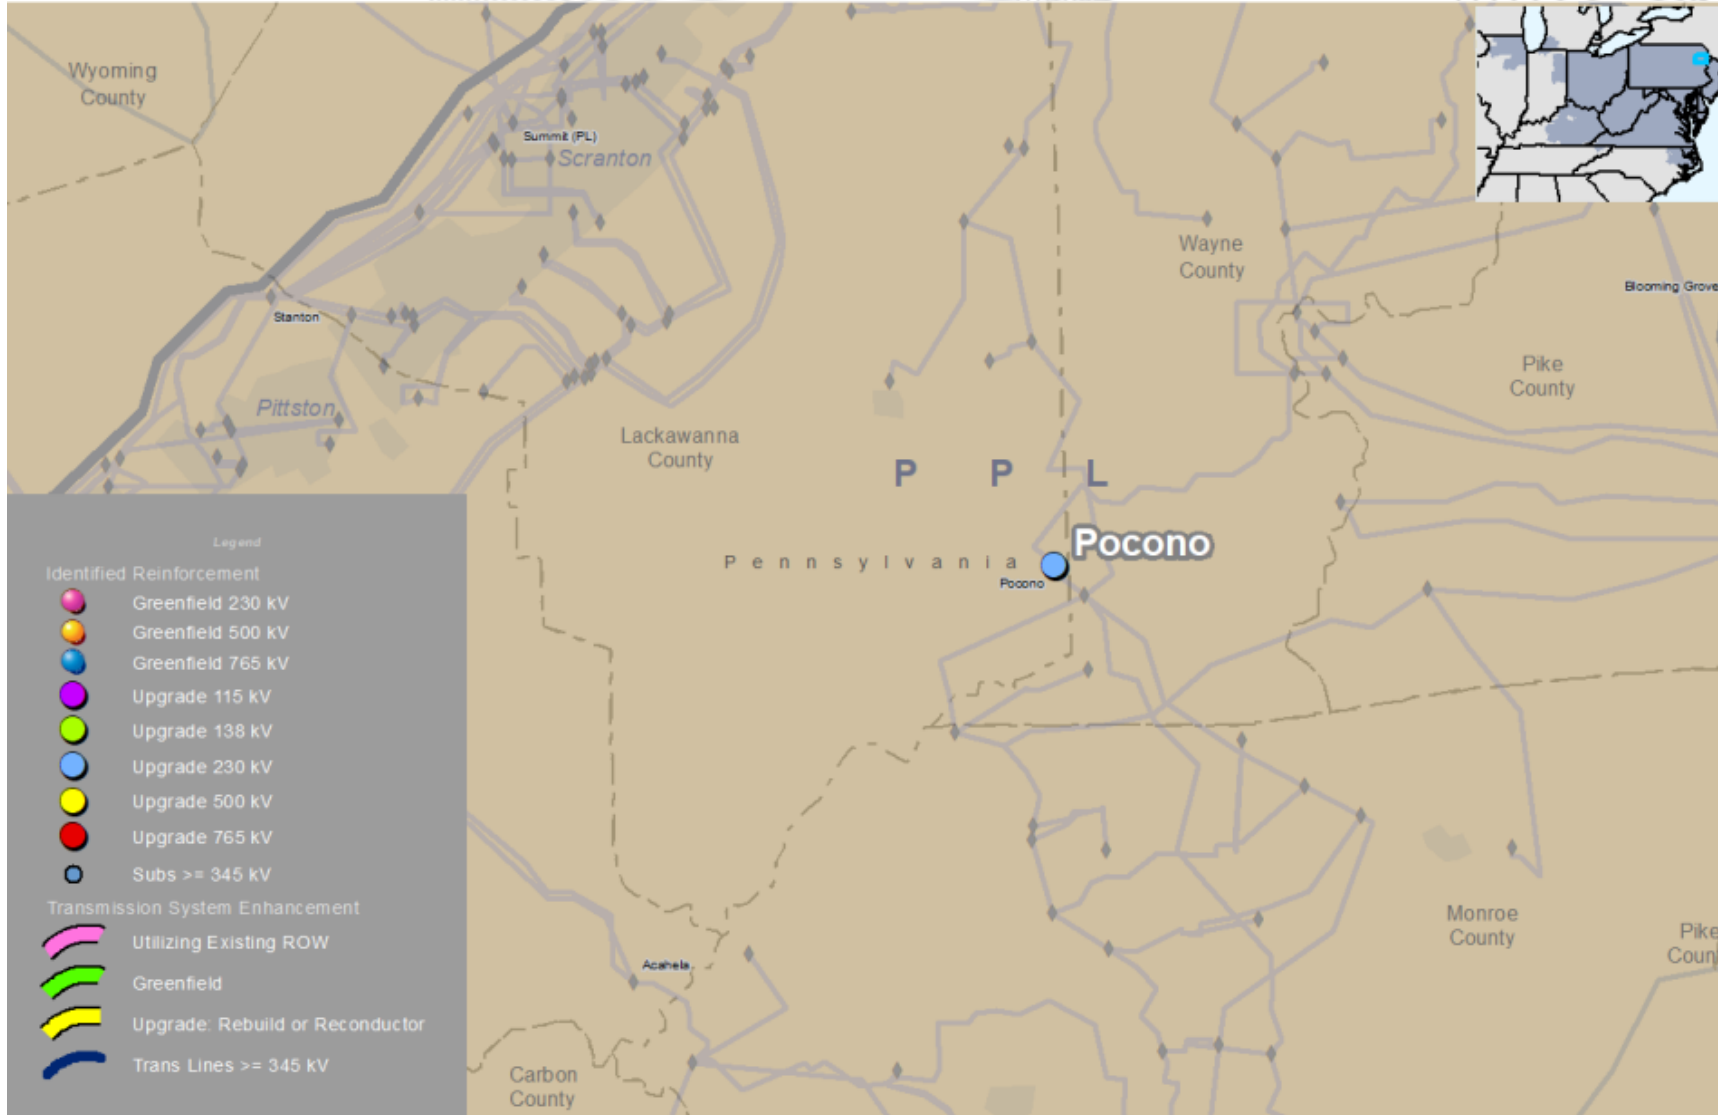 Wyoming
County
Summit (PL)
Scranton
Wayne
County
Blooming Grove
Stanton
Pike
County
Pittston
Lackawanna
County
P P L
Pocono
Pennsylvania
Pocono
Legend
Identified Reinforcement
Greenfield 230 kV
Greenfield 500 kV
Greenfield 765 kV
Upgrade 115 kV
Upgrade 138 kV
Upgrade 230 kV
Upgrade 500 kV
Upgrade 765 kV
Subs >= 345 kV
Transmission System Enhancement
Utilizing Existing ROW
Greenfield
Upgrade: Rebuild or Reconductor
Trans Lines >= 345 kV
Monroe
County
Pike
Coun
Acahela
Carbon
County